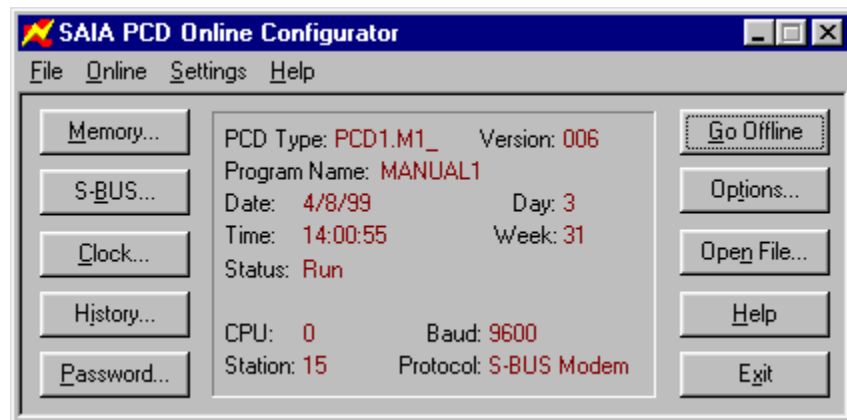 SAIA PCD Online Configurator
File Online Settings Help
Memory...
S-BUS...
Clock...
History...
Password...
PCD Type: PCD1.M1_ Version: 006
Program Name: MANUAL1
Date: 4/8/99 Day: 3
Time: 14:00:55 Week: 31
Status: Run
CPU: 0 Baud: 9600
Station: 15 Protocol: S-BUS Modem
Go Offline
Options...
Open File...
Help
Exit